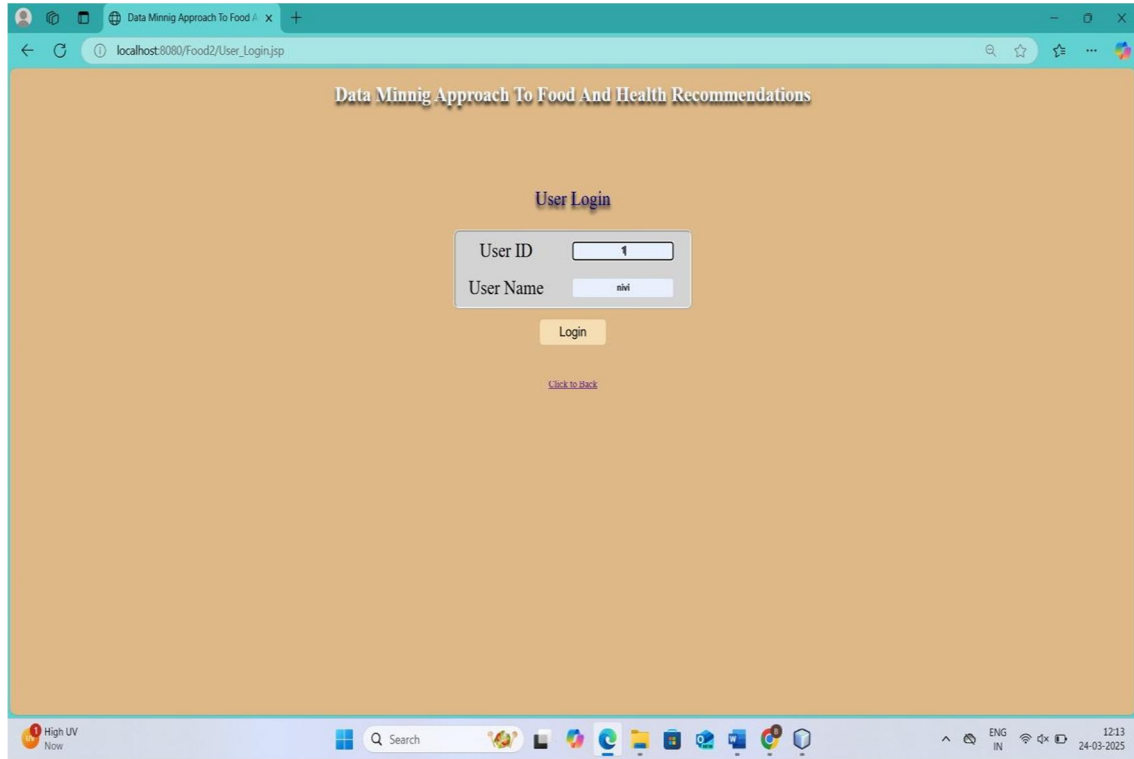 Data Minnig Approach To Food A
localhost:8080/Food2/User_Login.jsp
Data Minnig Approach To Food And Health Recommendations
User Login
User ID 1
User Name nivi
Login
Click to Back
1
High UV
Now
Search
ENG
IN
12:13
24-03-2025